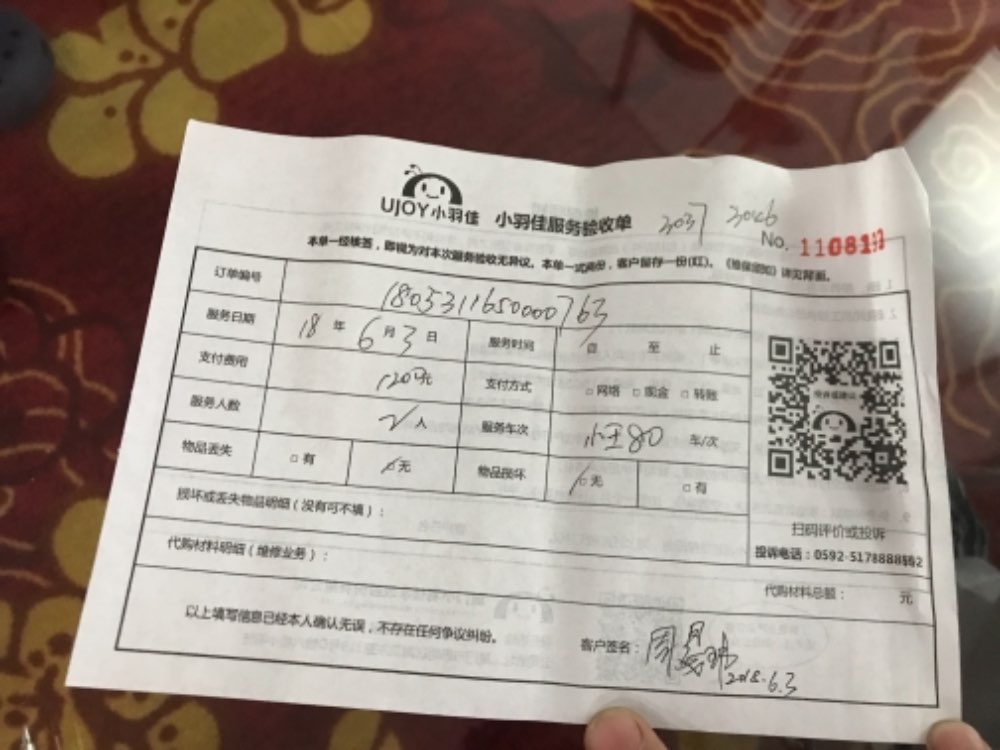 UJOY小羽佳 小羽佳服务验收单 3037 3046
No. 110819
本单一经核签，即视为对本次服务验收无异议。本单一式两份，客户留存一份(红)。《验保须知》详见背面。
订单编号 1805311650000763
服务日期 18 年 6 月 3 日 服务时间 自 至 止
支付费用 120元 支付方式 □ 网络 □ 现金 □ 转账
服务人数 2 人 服务车次 小王80 车/次
物品丢失 □ 有 □ 无 物品损坏 □ 无 □ 有
损坏或丢失物品明细（没有可不填）：
扫码评价或投诉
投诉电话：0592-5178888转2
代购材料明细（维修业务）：
代购材料总额： 元
以上填写信息已经本人确认无误，不存在任何争议纠纷。
客户签名： 周
2018.6.3